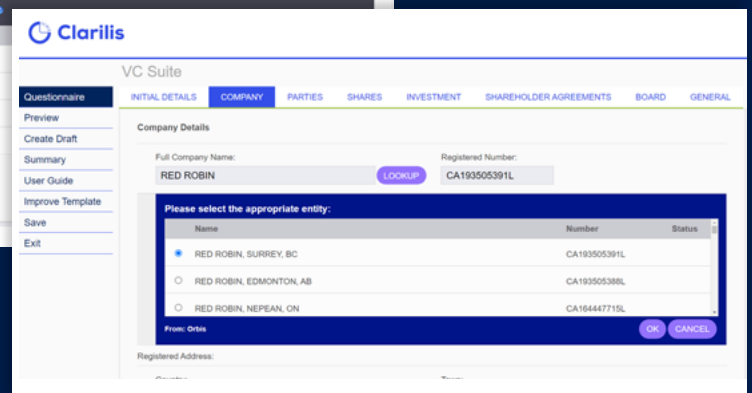 Clarilis
VC Suite
Questionnaire
Preview
Create Draft
Summary
User Guide
Improve Template
Save
Exit
INITIAL DETAILS COMPANY PARTIES SHARES INVESTMENT SHAREHOLDER AGREEMENTS BOARD GENERAL
Company Details
Full Company Name: Registered Number:
RED ROBIN LOOKUP CA193505391L
Please select the appropriate entity:
Name Number Status
RED ROBIN, SURREY, BC CA193505391L
RED ROBIN, EDMONTON, AB CA193505388L
RED ROBIN, NEPEAN, ON CA164447715L
From: Orbis OK CANCEL
Registered Address: